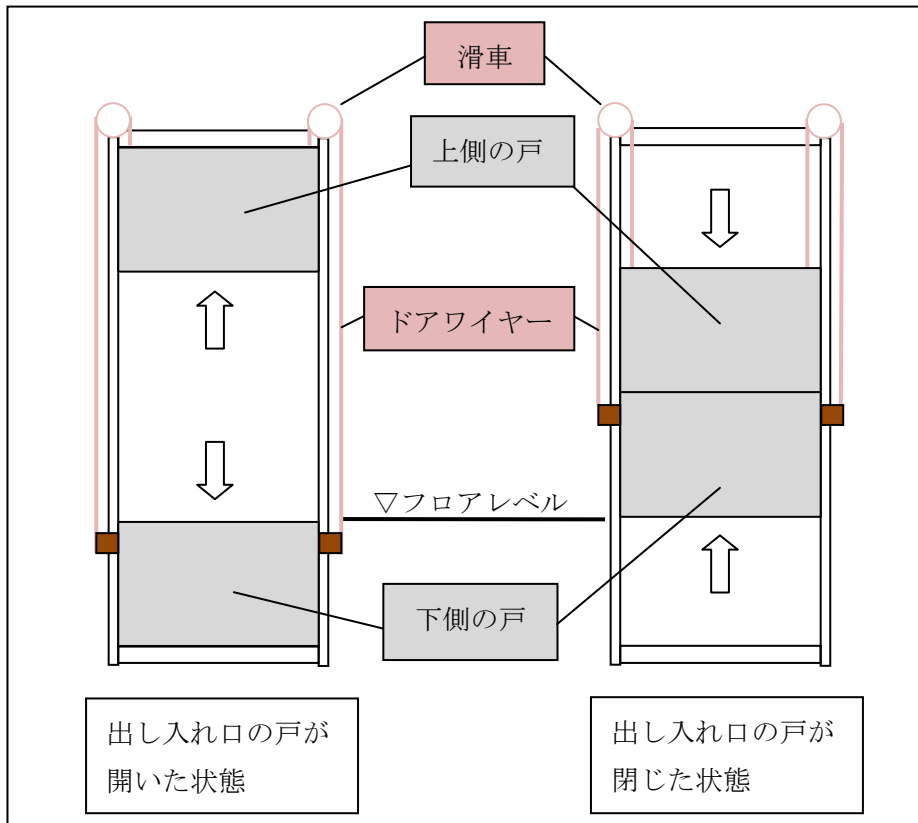 滑車
上側の戸
ドアワイヤー
▽フロアレベル
下側の戸
出し入れ口の戸が
開いた状態
出し入れ口の戸が
閉じた状態